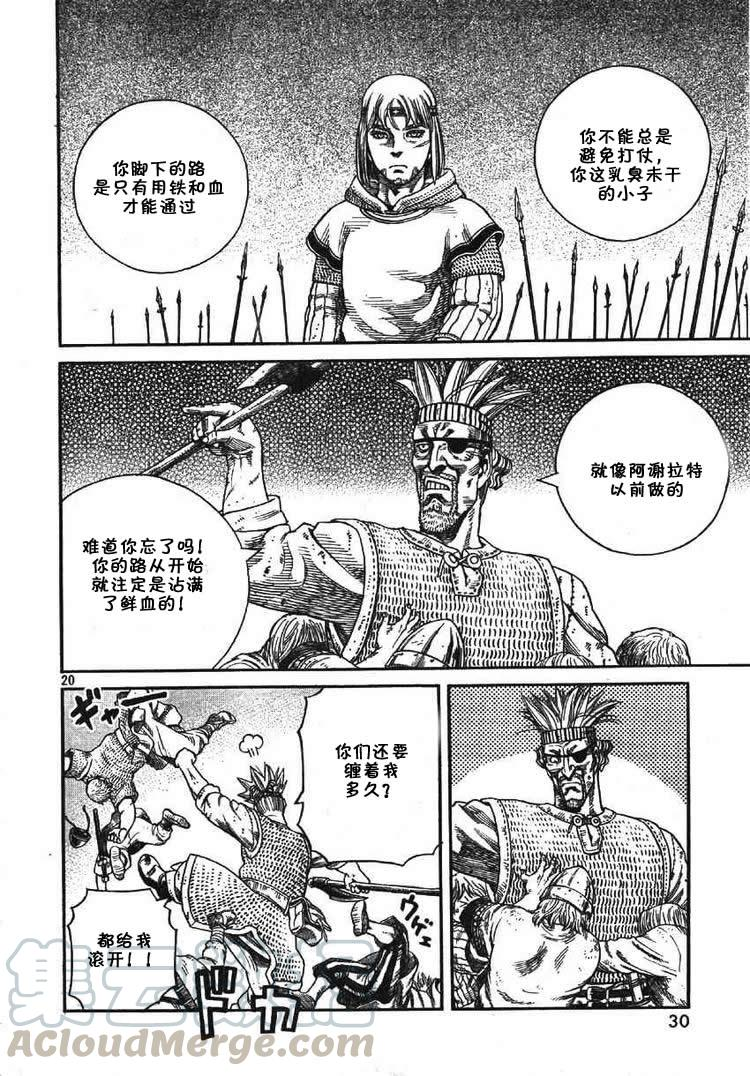 你不能总是
避免打仗,
你这乳臭未干
的小子
你脚下的路
是只有用铁和血
才能通过
就像阿谢拉特
以前做的
难道你忘了吗!
你的路从开始
就注定是沾满
了鲜血的!
20
你们还要
缠着我
多久?
ギャー
ウゲェ
都给我
滚开!!
ドカ
集云数据
ACloudMerge.com
30